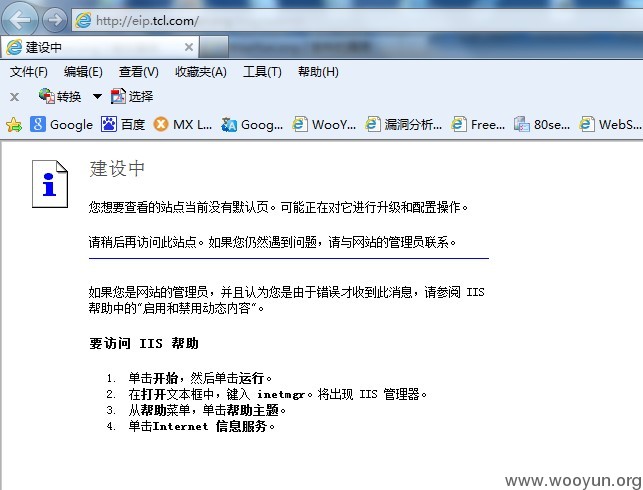 http://eip.tcl.com/
建设中
文件(F) 编辑(E) 查看(V) 收藏夹(A) 工具(T) 帮助(H)
x 转换 选择
Google 百度 MX L... Goog... WooY... 漏洞分析... Free... 80se... WebS...
建设中
您想要查看的站点当前没有默认页。可能正在对它进行升级和配置操作。
请稍后再访问此站点。如果您仍然遇到问题，请与网站的管理员联系。
如果您是网站的管理员，并且认为您是由于错误才收到此消息，请参阅 IIS
帮助中的“启用和禁用动态内容”。
要访问 IIS 帮助
1. 单击开始，然后单击运行。
2. 在打开文本框中，键入 inetmgr。将出现 IIS 管理器。
3. 从帮助菜单，单击帮助主题。
4. 单击Internet 信息服务。
www.wooyun.org